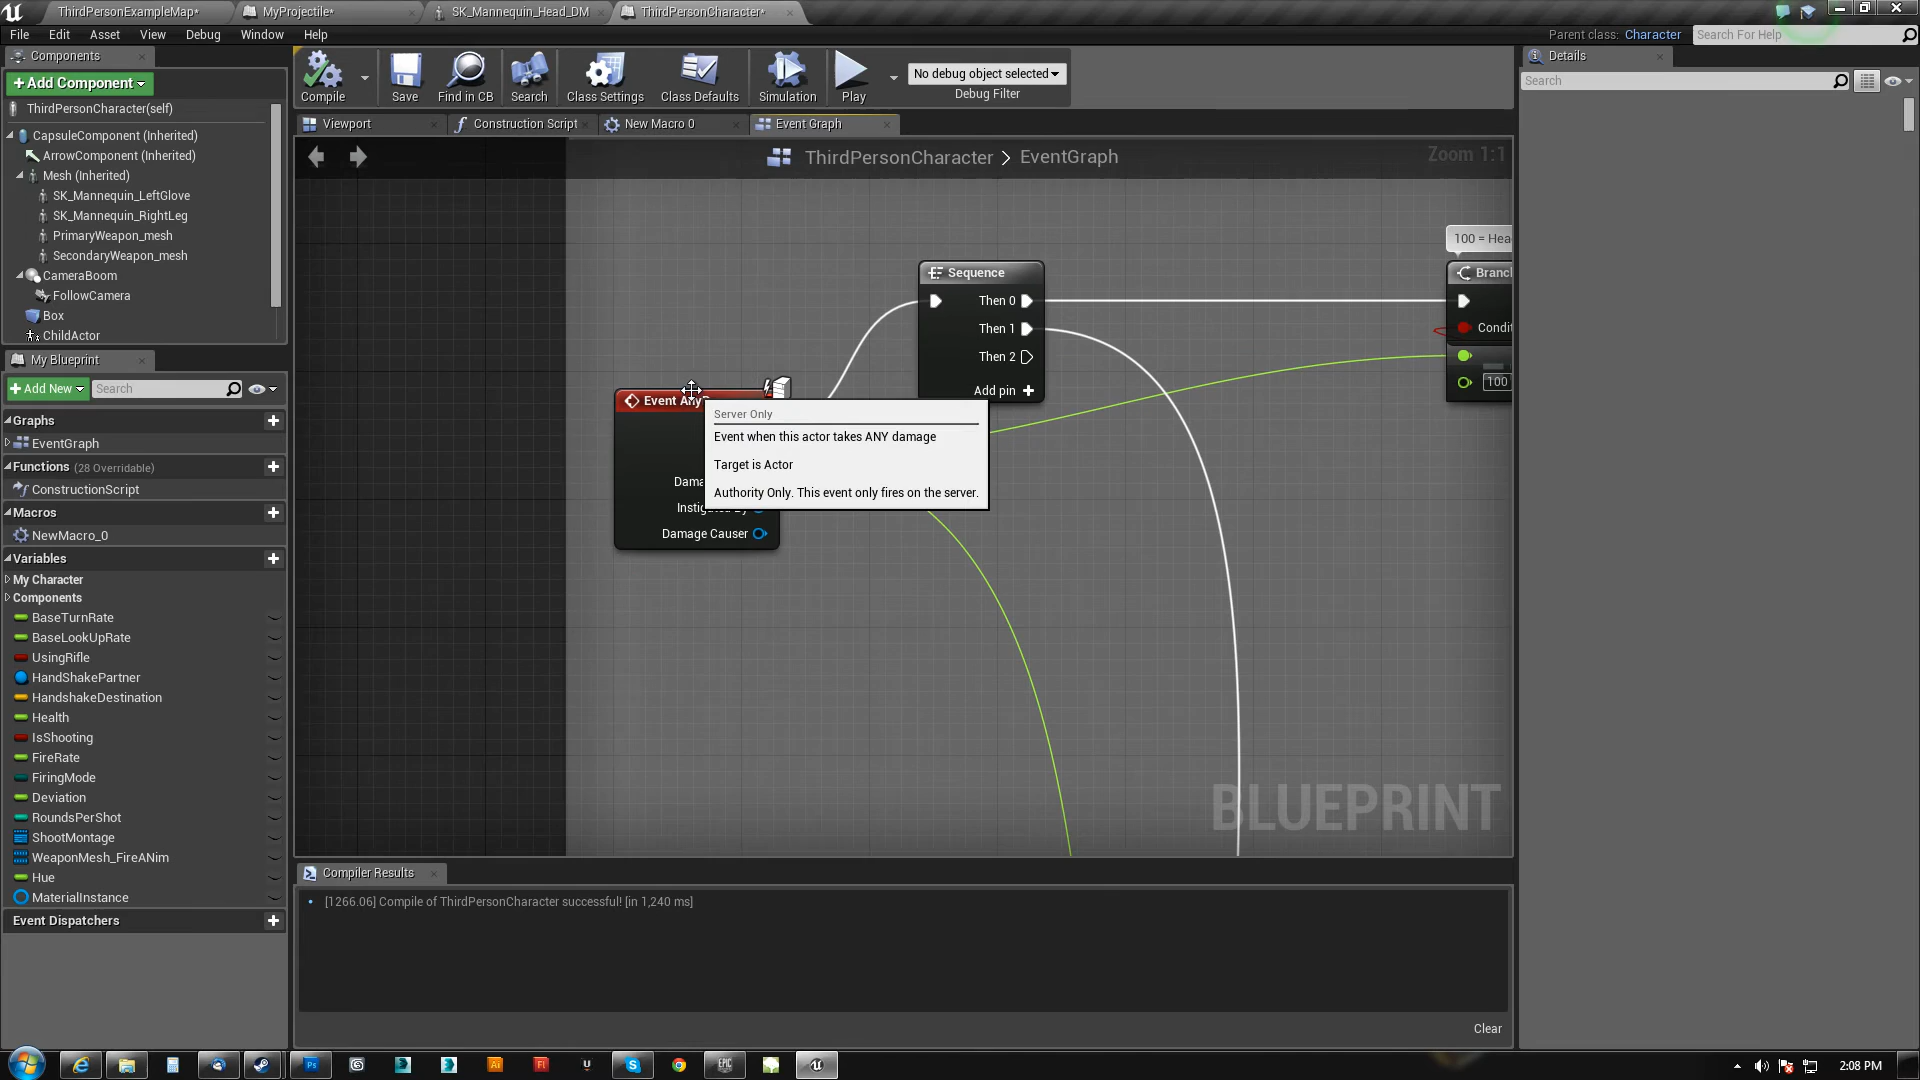 ThirdPersonExampleMap*
MyProjectile*
SK_Mannequin_Head_DM
ThirdPersonCharacter*
File Edit Asset View Debug Window Help
Parent class: Character
Search For Help
Components
+Add Component
ThirdPersonCharacter(self)
CapsuleComponent (Inherited)
ArrowComponent (Inherited)
Mesh (Inherited)
SK_Mannequin_LeftGlove
SK_Mannequin_RightLeg
PrimaryWeapon_mesh
SecondaryWeapon_mesh
CameraBoom
FollowCamera
Box
ChildActor
Compile
Save
Find in CB
Search
Class Settings
Class Defaults
Simulation
Play
No debug object selected
Debug Filter
Details
Search
Viewport
Construction Script
New Macro 0
Event Graph
ThirdPersonCharacter > EventGraph
Zoom 1:1
100 = Hea
Sequence
Then 0
Then 1
Then 2
Add pin +
Branch
Condit
100
Event Any
Dama
Instigated By
Damage Causer
Server Only
Event when this actor takes ANY damage
Target is Actor
Authority Only. This event only fires on the server.
BLUEPRINT
My Blueprint
+Add New
Search
Graphs
EventGraph
Functions (28 Overridable)
ConstructionScript
Macros
NewMacro_0
Variables
My Character
Components
BaseTurnRate
BaseLookUpRate
UsingRifle
HandShakePartner
HandshakeDestination
Health
IsShooting
FireRate
FiringMode
Deviation
RoundsPerShot
ShootMontage
WeaponMesh_FireANim
Hue
MaterialInstance
Event Dispatchers
Compiler Results
[1266.06] Compile of ThirdPersonCharacter successful! [in 1,240 ms]
Clear
2:08 PM